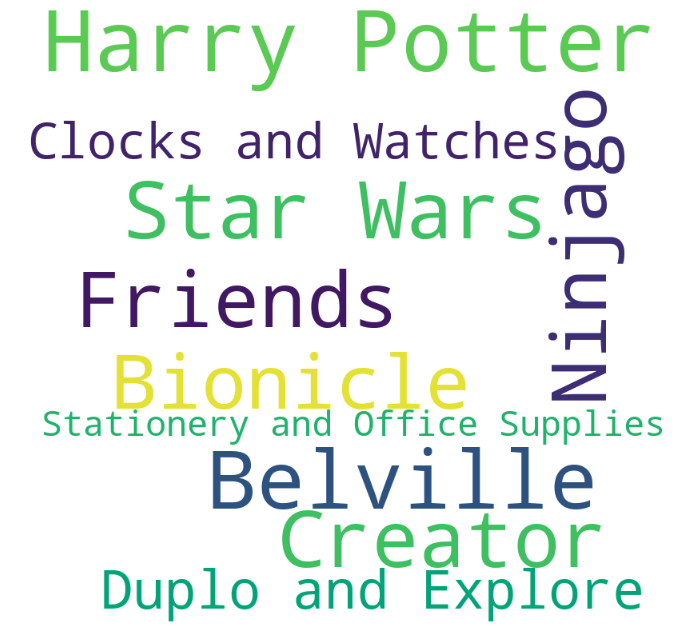 Harry Potter
Clocks and Watches
Ninjago
Star Wars
Friends
Bionicle
Stationery and Office Supplies
Belville
Creator
Duplo and Explore